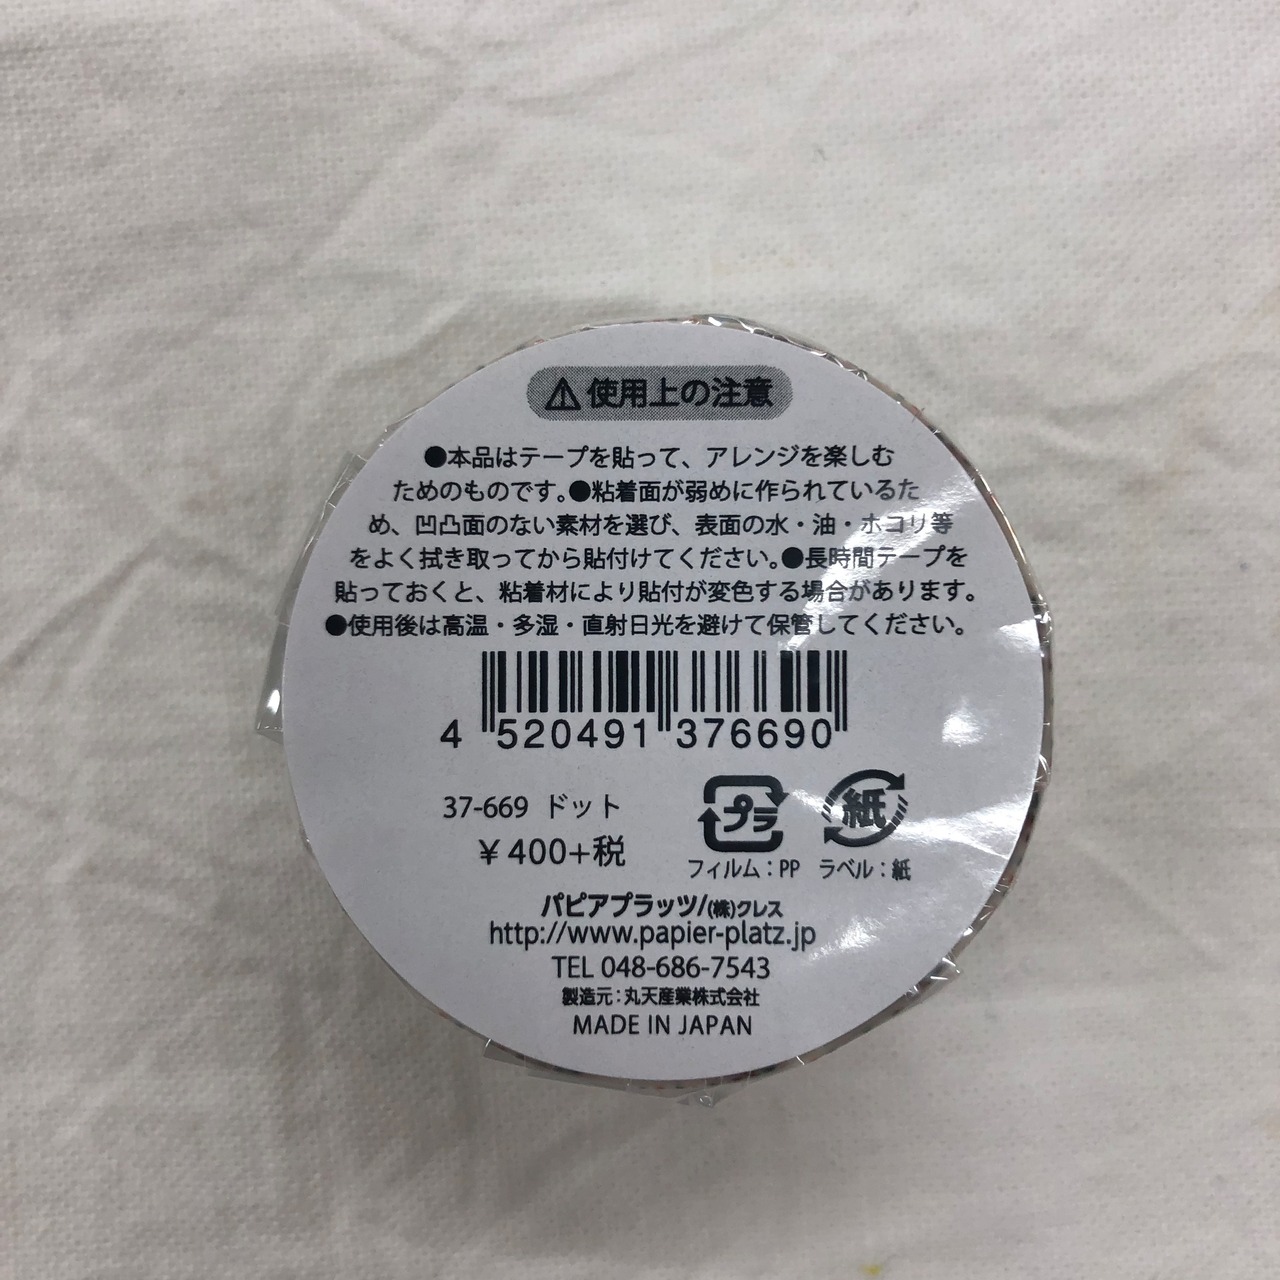 ⚠使用上の注意
●本品はテープを貼って、アレンジを楽しむ
ためのものです。●粘着面が弱めに作られているた
め、凹凸面のない素材を選び、表面の水・油・ホコリ等
をよく拭き取ってから貼付けてください。●長時間テープを
貼っておくと、粘着材により貼付が変色する場合があります。
●使用後は高温・多湿・直射日光を避けて保管してください。
4 520491 376690
37-669 ドット
¥400+税
プラ 紙
フィルム:PP ラベル:紙
パピアプラッツ/(株)クレス
http://www.papier-platz.jp
TEL 048-686-7543
製造元:丸天産業株式会社
MADE IN JAPAN